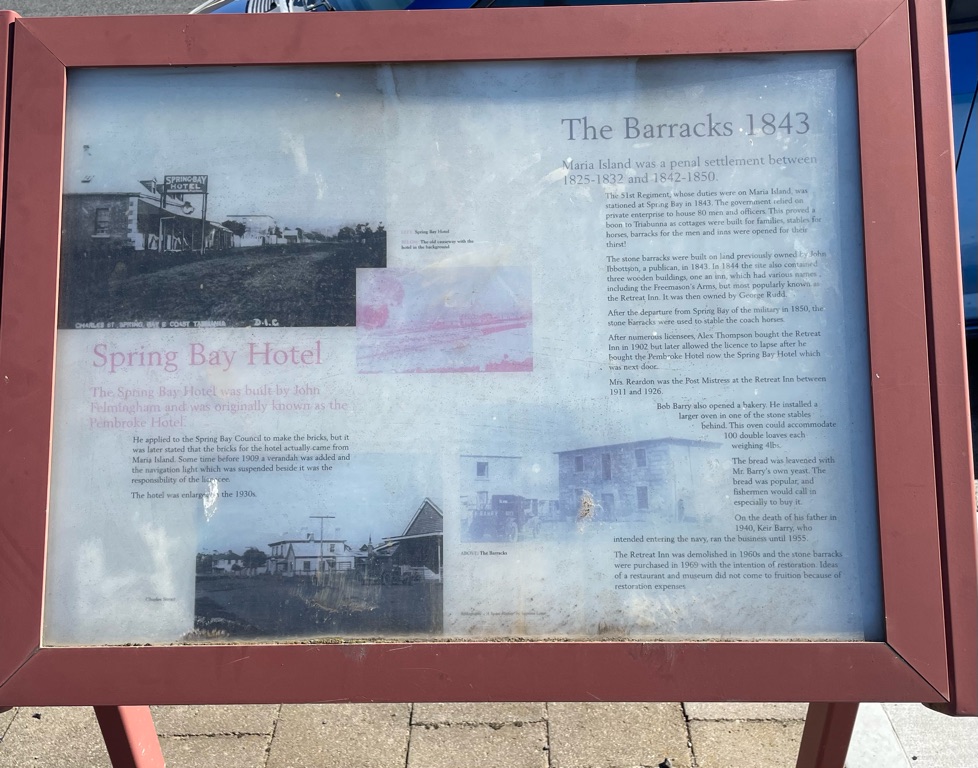 The Barracks 1843
Maria Island was a penal settlement between
1825-1832 and 1842-1850.
The 51st Regiment, whose duties were on Maria Island, was
stationed at Spring Bay in 1843. The government relied on
private enterprise to house 80 men and officers. This proved a
boon to Triabunna as cottages were built for families, stables for
horses, barracks for the men and inns were opened for their
thirst!
The stone barracks were built on land previously owned by John
Ibbottson, a publican, in 1843. In 1844 the site also contained
three wooden buildings, one an inn, which had various names
including the Freemason's Arms, but most popularly known as
the Retreat Inn. It was then owned by George Rudd.
After the departure from Spring Bay of the military in 1850, the
stone barracks were used to stable the coach horses.
After numerous licensees, Alex Thompson bought the Retreat
Inn in 1902 but later allowed the licence to lapse after he
bought the Pembroke Hotel now the Spring Bay Hotel which
was next door.
Mrs. Reardon was the Post Mistress at the Retreat Inn between
1911 and 1926.
Bob Barry also opened a bakery. He installed a
larger oven in one of the stone stables
behind. This oven could accommodate
100 double loaves each
weighing 4lbs.
The bread was leavened with
Mr. Barry's own yeast. The
bread was popular, and
fishermen would call in
especially to buy it.
On the death of his father in
1940, Keir Barry, who
intended entering the navy, ran the business until 1955.
The Retreat Inn was demolished in 1960s and the stone barracks
were purchased in 1969 with the intention of restoration. Ideas
of a restaurant and museum did not come to fruition because of
restoration expenses.
SPRING BAY
HOTEL
CHARLES ST. SPRING BAY E COAST TASMANIA D.I.C
Spring Bay Hotel
The old causeway with the
hotel in the background
Spring Bay Hotel
The Spring Bay Hotel was built by John
Felmingham and was originally known as the
Pembroke Hotel.
He applied to the Spring Bay Council to make the bricks, but it
was later stated that the bricks for the hotel actually came from
Maria Island. Some time before 1909 a verandah was added and
the navigation light which was suspended beside it was the
responsibility of the licencee.
The hotel was enlarged in the 1930s.
Charles Street
ABOVE: The Barracks